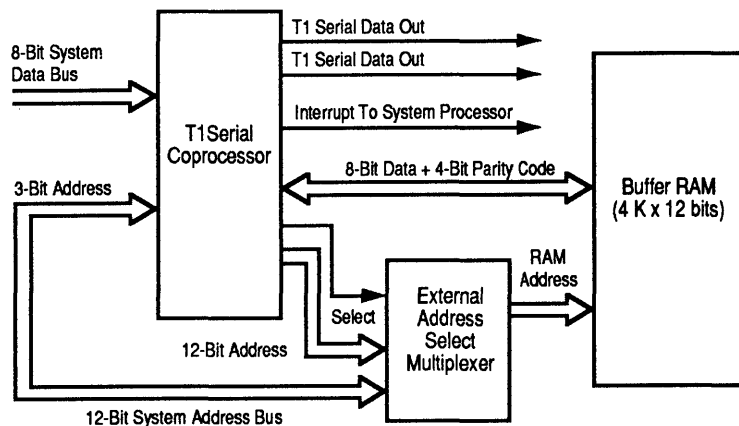 T1 Serial Data Out
T1 Serial Data Out
8-Bit System
Data Bus
Interrupt To System Processor
T1Serial
Coprocessor
8-Bit Data + 4-Bit Parity Code
3-Bit Address
Buffer RAM
(4 K x 12 bits)
RAM
Address
External
Address
Select
Multiplexer
Select
12-Bit Address
12-Bit System Address Bus